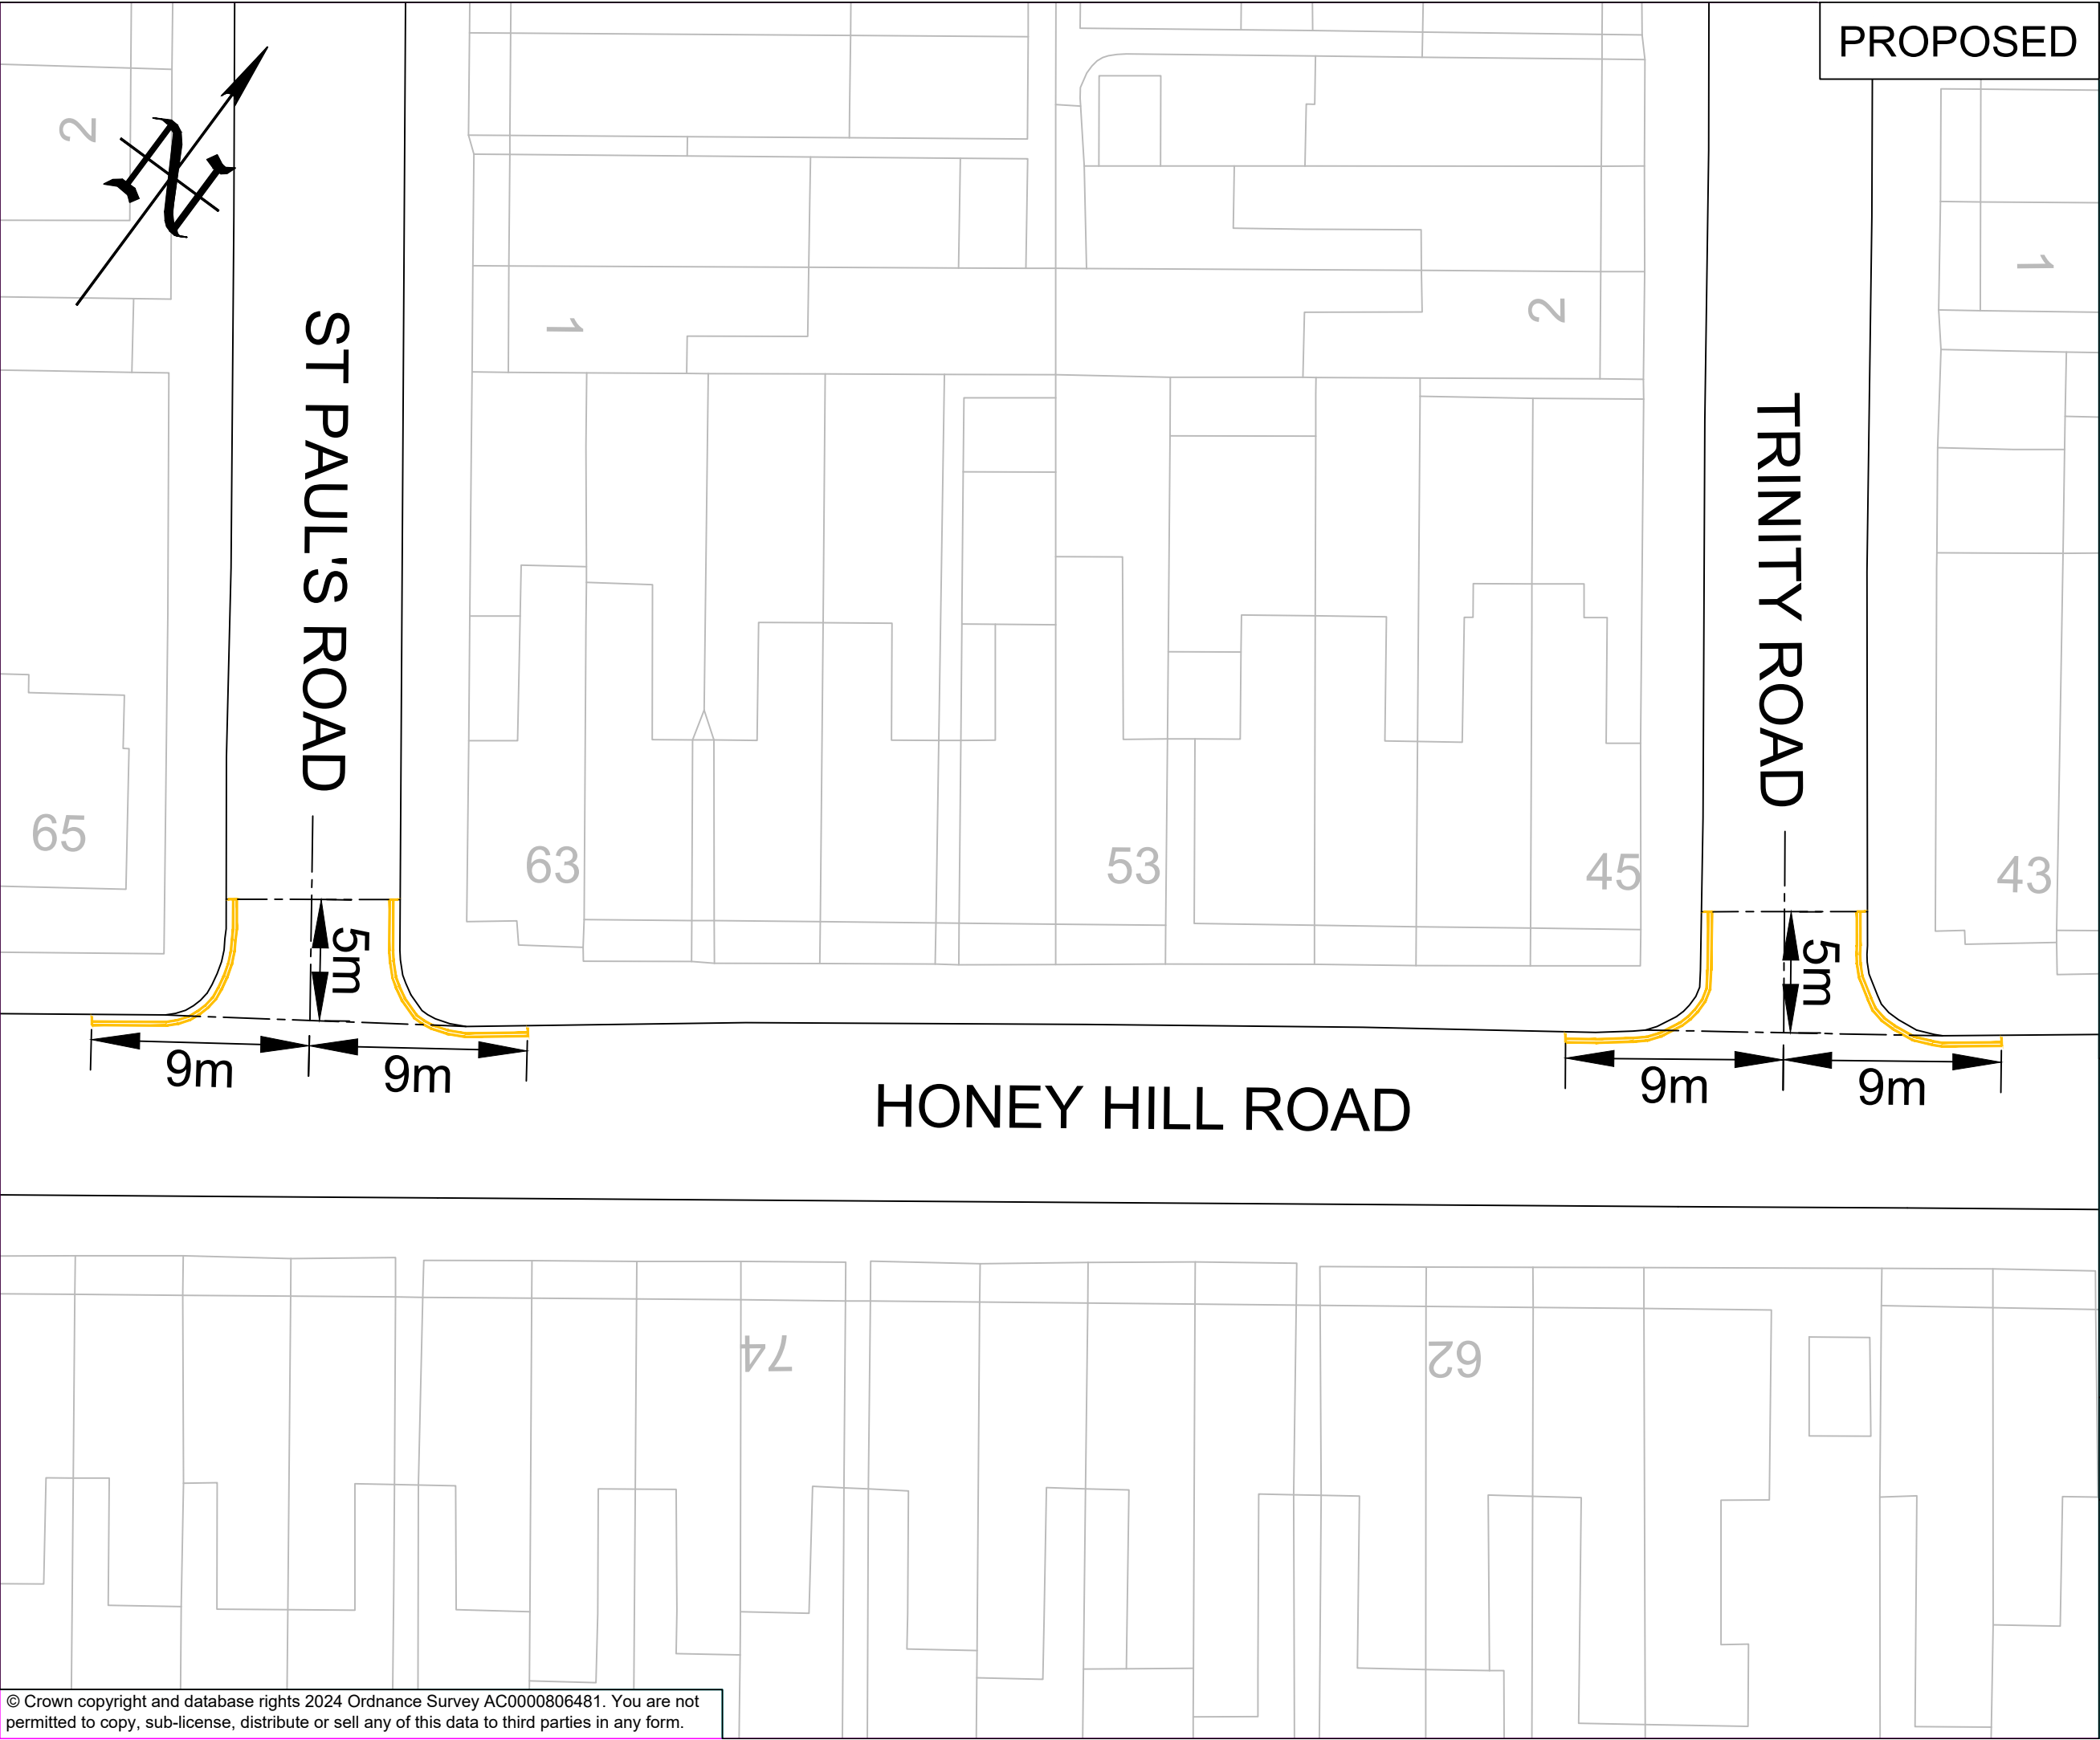 PROPOSED
N
2
1
2
1
ST PAUL'S ROAD
TRINITY ROAD
65
63
53
45
43
5m
5m
9m
9m
9m
9m
HONEY HILL ROAD
74
62
© Crown copyright and database rights 2024 Ordnance Survey AC0000806481. You are not
permitted to copy, sub-license, distribute or sell any of this data to third parties in any form.